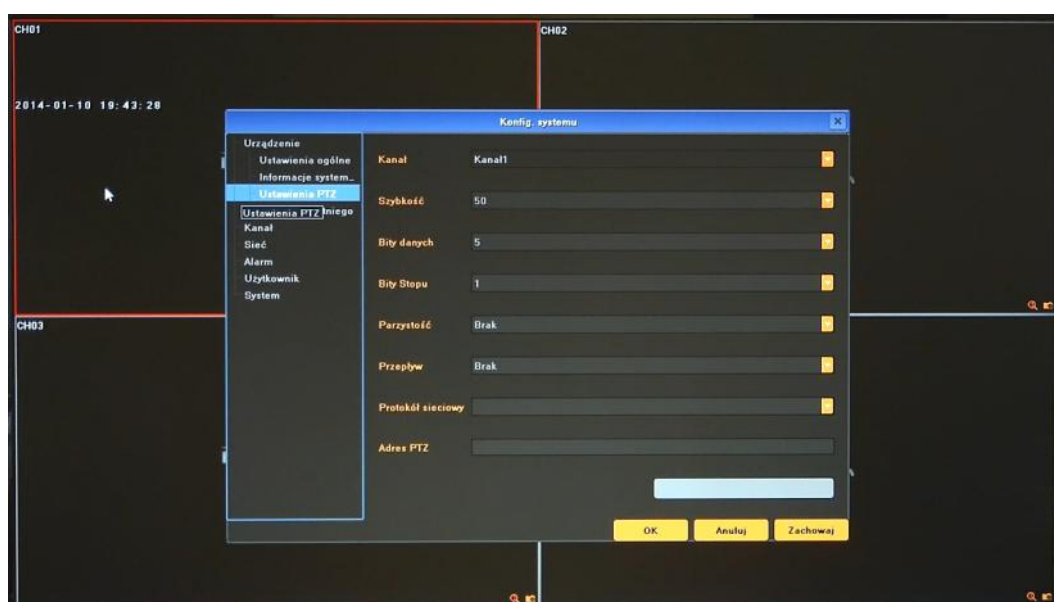 CH01
CH02
2014-01-10 19:43:28
Konfig. systemu
Urządzenie
Ustawienia ogólne
Informacje system_
Ustawienia PTZ
Ustawienia PTZ lniego
Kanał
Sieć
Alarm
Użytkownik
System
Kanał Kanał1
Szybkość 50
Bity danych 5
Bity Stopu 1
Parzystość Brak
Przepływ Brak
Protokół sieciowy
Adres PTZ
OK Anuluj Zachowaj
CH03